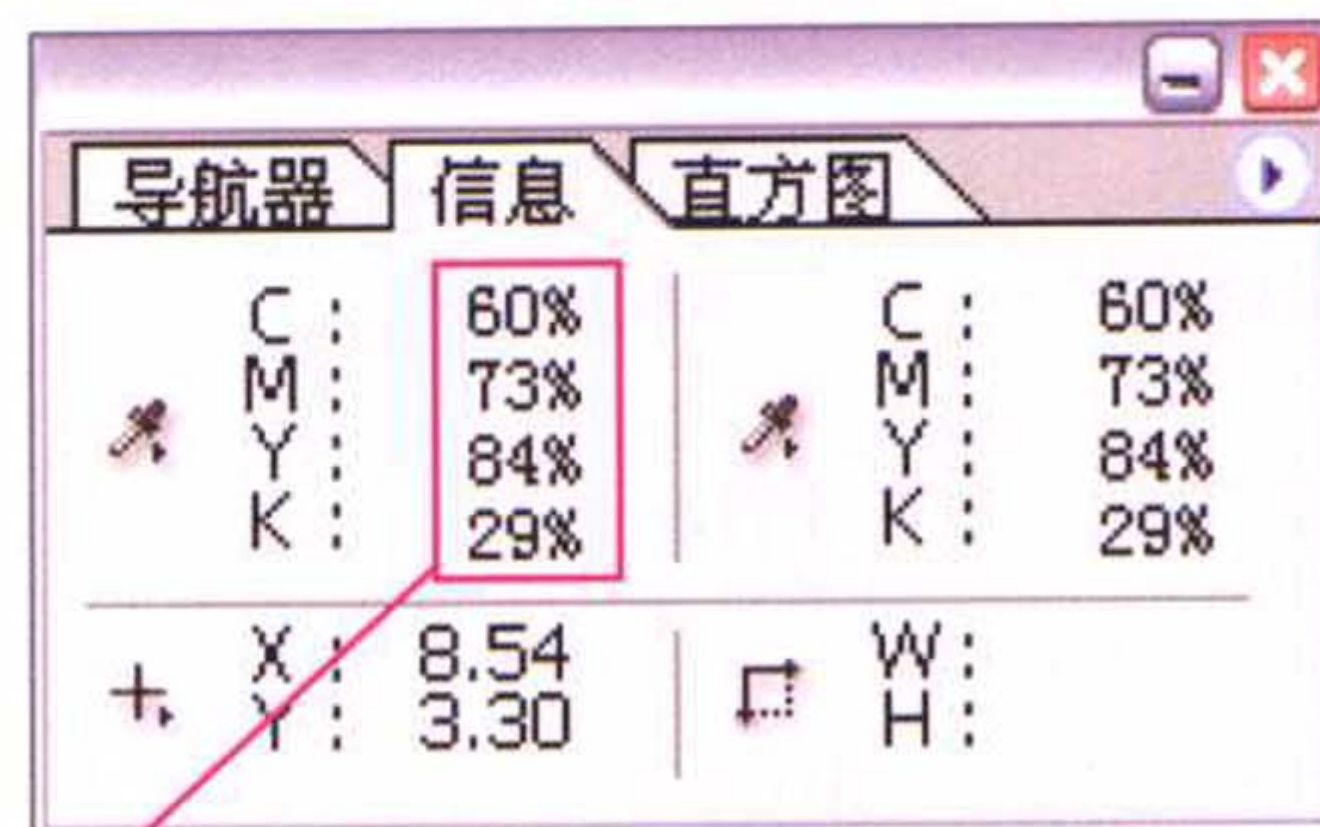 导航器 信息 直方图
C : 60% C : 60%
M : 73% M : 73%
Y : 84% Y : 84%
K : 29% K : 29%
X : 8.54 W :
Y : 3.30 H :